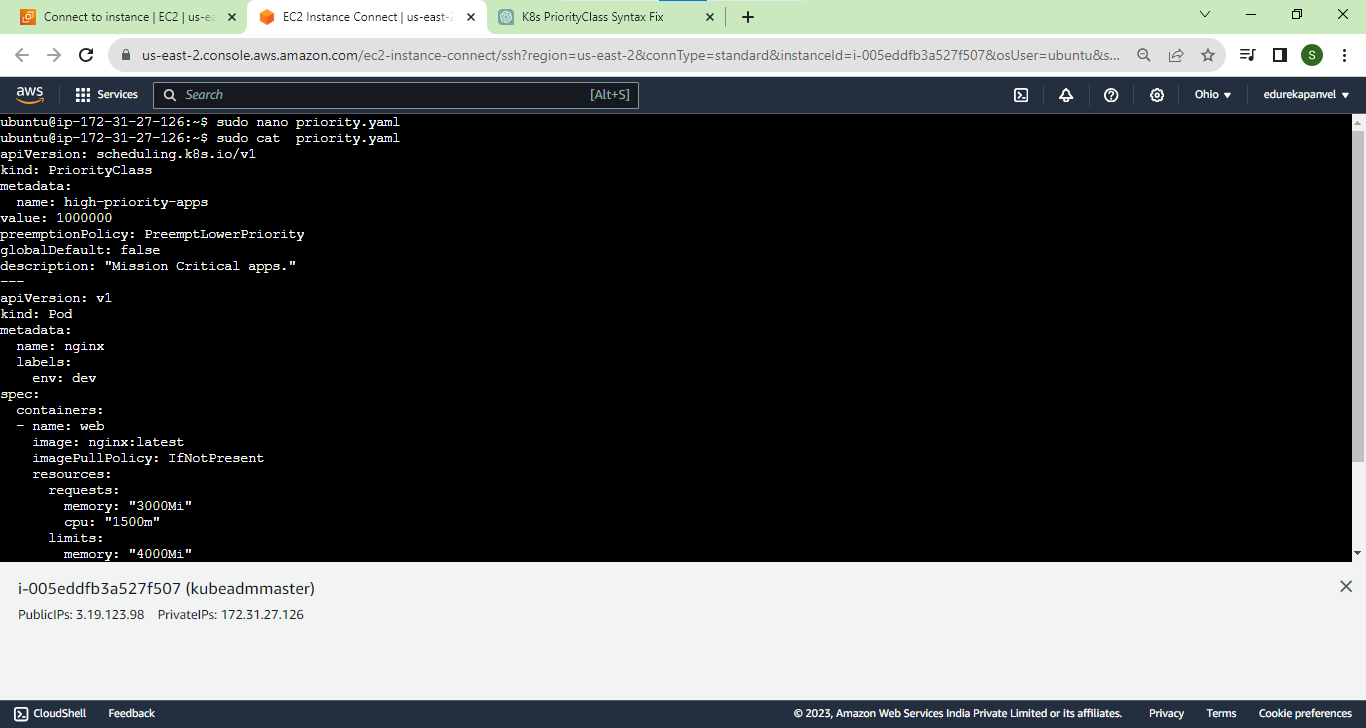 Connect to instance | EC2 | us-ea
EC2 Instance Connect | us-east-2
K8s PriorityClass Syntax Fix
us-east-2.console.aws.amazon.com/ec2-instance-connect/ssh?region=us-east-2&connType=standard&instanceId=i-005eddfb3a527f507&osUser=ubuntu&s...
S
aws
Services
Search
[Alt+S]
Ohio
edurekapanvel
ubuntu@ip-172-31-27-126:~$ sudo nano priority.yaml
ubuntu@ip-172-31-27-126:~$ sudo cat  priority.yaml
apiVersion: scheduling.k8s.io/v1
kind: PriorityClass
metadata:
  name: high-priority-apps
value: 1000000
preemptionPolicy: PreemptLowerPriority
globalDefault: false
description: "Mission Critical apps."
---
apiVersion: v1
kind: Pod
metadata:
  name: nginx
  labels:
    env: dev
spec:
  containers:
  - name: web
    image: nginx:latest
    imagePullPolicy: IfNotPresent
    resources:
      requests:
        memory: "3000Mi"
        cpu: "1500m"
      limits:
        memory: "4000Mi"
i-005eddfb3a527f507 (kubeadmmaster)
PublicIPs: 3.19.123.98 PrivateIPs: 172.31.27.126
CloudShell
Feedback
© 2023, Amazon Web Services India Private Limited or its affiliates.
Privacy
Terms
Cookie preferences